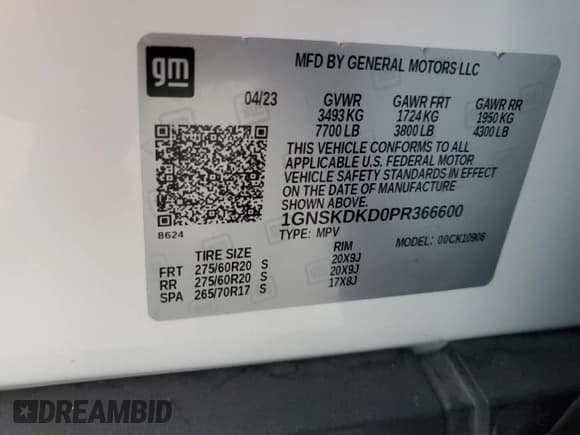 gm
MFD BY GENERAL MOTORS LLC
04/23 GVWR GAWR FRT GAWR RR
3493 KG 1724 KG 1950 KG
7700 LB 3800 LB 4300 LB
THIS VEHICLE CONFORMS TO ALL
APPLICABLE U.S. FEDERAL MOTOR
VEHICLE SAFETY STANDARDS IN EFFECT
ON THE DATE OF MANUFACTURE
SHOWN ABOVE.
1GNSKDKD0PR366600
8624
TYPE: MPV MODEL: 00CK10906
TIRE SIZE RIM
FRT 275/60R20 S 20X9J
RR 275/60R20 S 20X9J
SPA 265/70R17 S 17X8J
DREAMBID